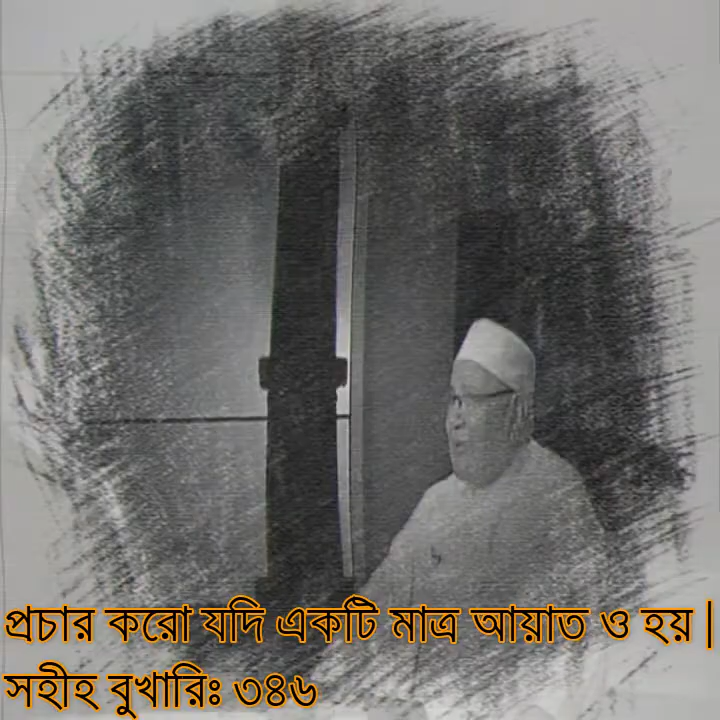 প্রচার করো যদি একটি মাত্র আয়াত ও হয় |
সহীহ বুখারিঃ ৩৪৬